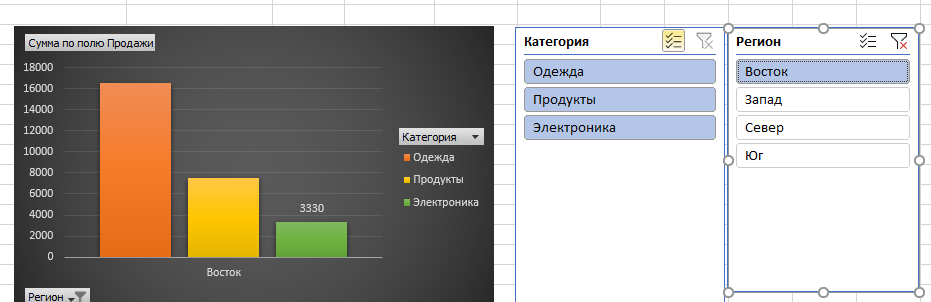 Сумма по полю Продажи
18000
16000
14000
12000
10000
8000
6000
4000
2000
0
3330
Восток
Регион
Категория
Одежда
Продукты
Электроника
Категория
Одежда
Продукты
Электроника
Регион
Восток
Запад
Север
Юг